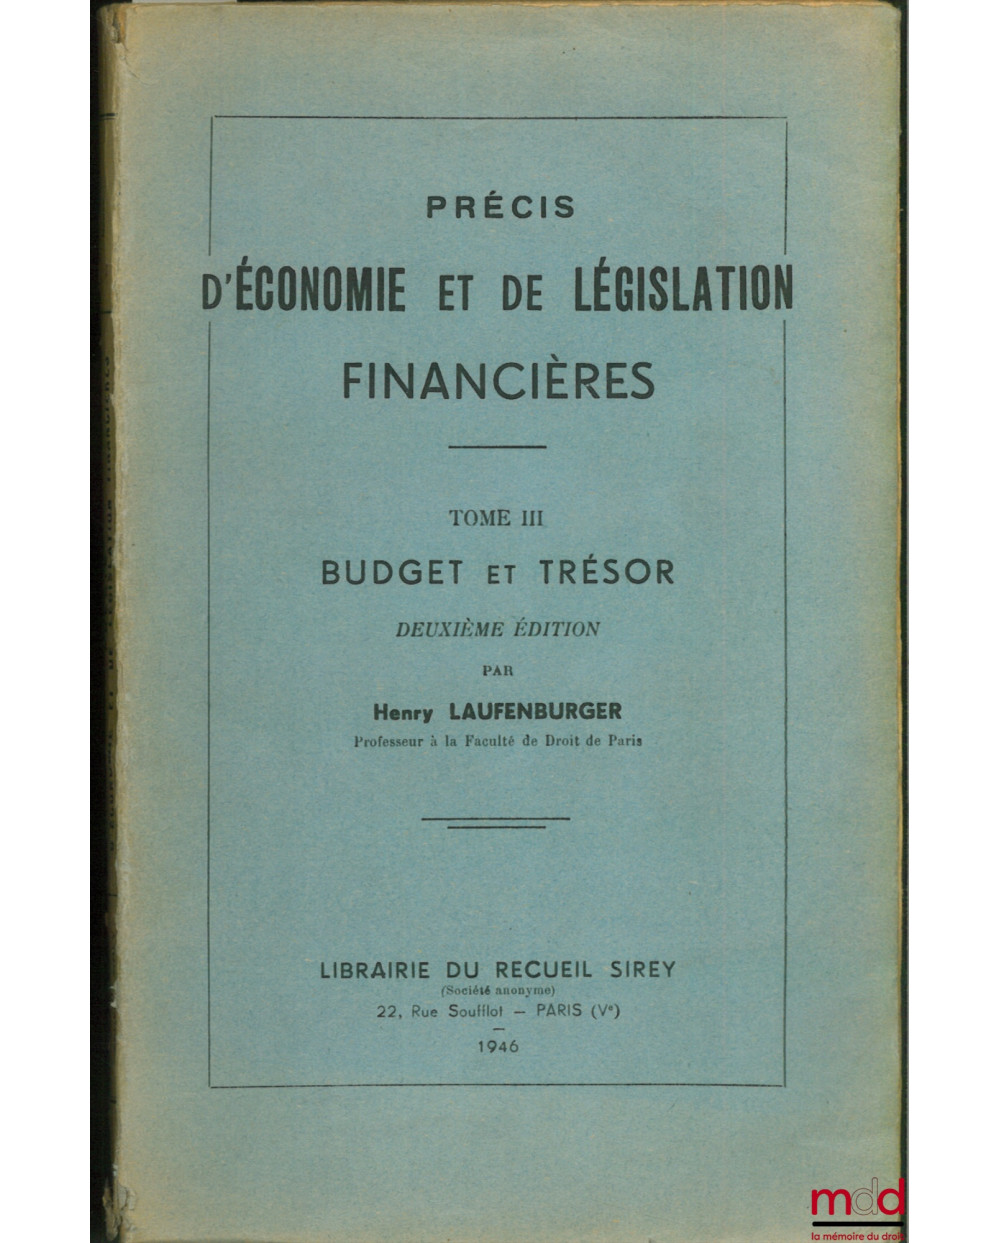 PRÉCIS
D'ÉCONOMIE ET DE LÉGISLATION
FINANCIÈRES
TOME III
BUDGET ET TRÉSOR
DEUXIÈME ÉDITION
PAR
Henry LAUFENBURGER
Professeur à la Faculté de Droit de Paris
LIBRAIRIE DU RECUEIL SIREY
(Société anonyme)
22, Rue Soufflot — PARIS (Vᵉ)
1946
mdd
la mémoire du droit